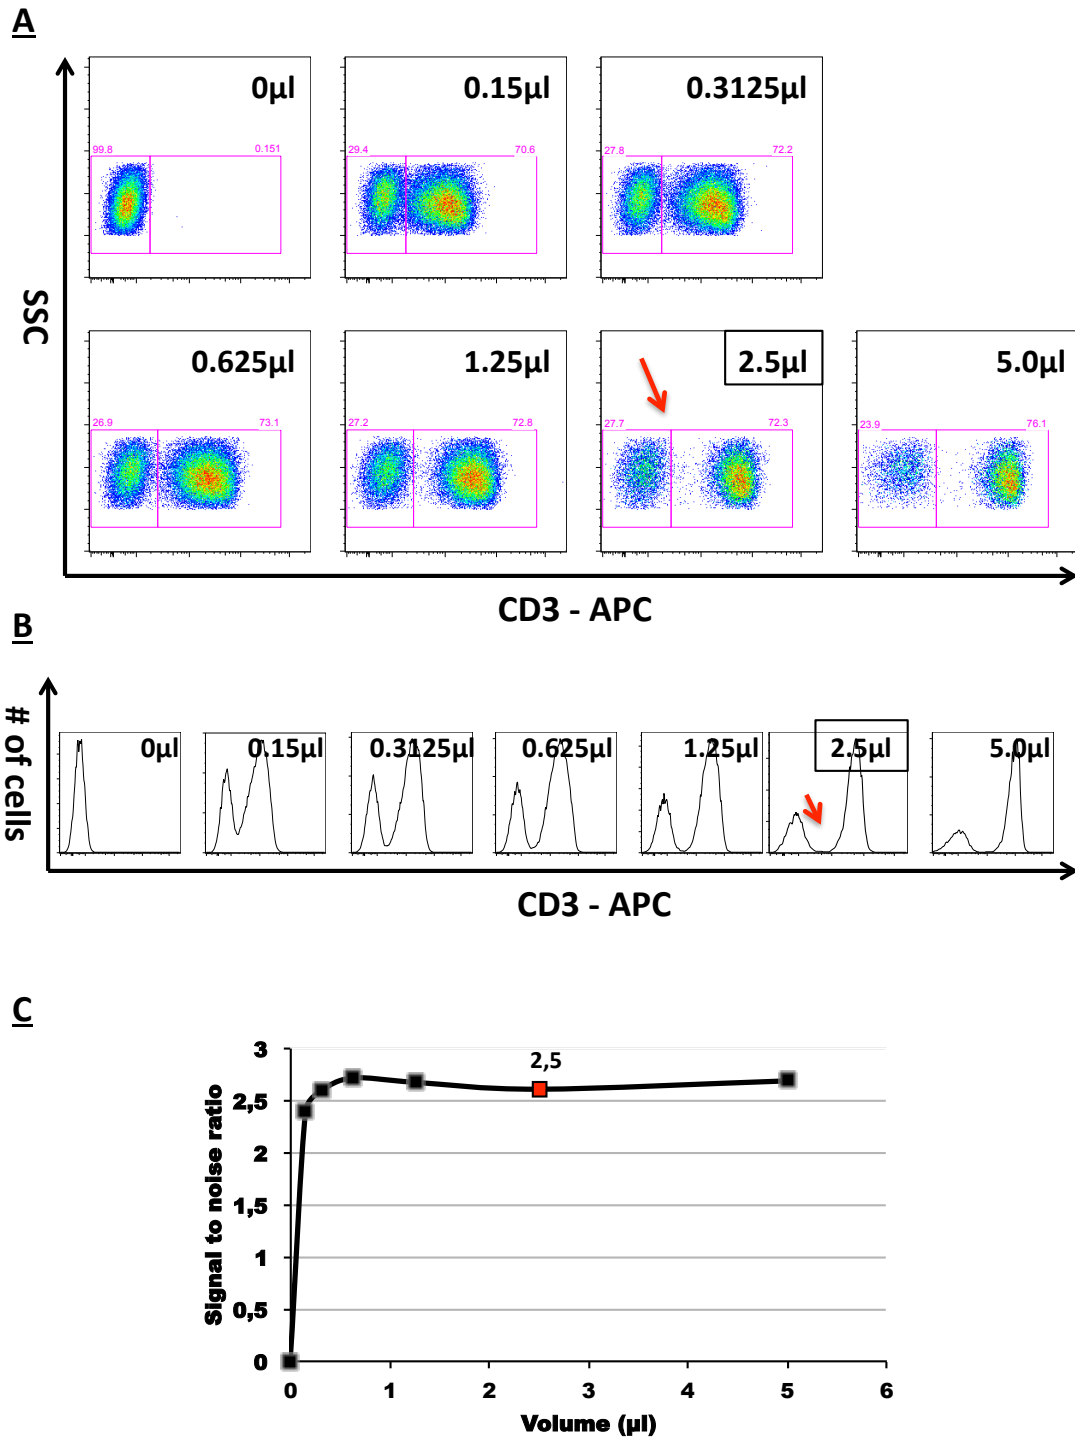 A
0µl
0.15µl
0.3125µl
99.8
0.151
29.4
70.6
27.8
72.2
SSC
0.625µl
1.25µl
2.5µl
5.0µl
26.9
73.1
27.2
72.8
27.7
72.3
23.9
76.1
CD3 - APC
B
# of cells
0µl
0.15µl
0.3125µl
0.625µl
1.25µl
2.5µl
5.0µl
CD3 - APC
C
Signal to noise ratio
3
2,5
2
1,5
1
0,5
0
2,5
0
1
2
3
4
5
6
Volume (µl)